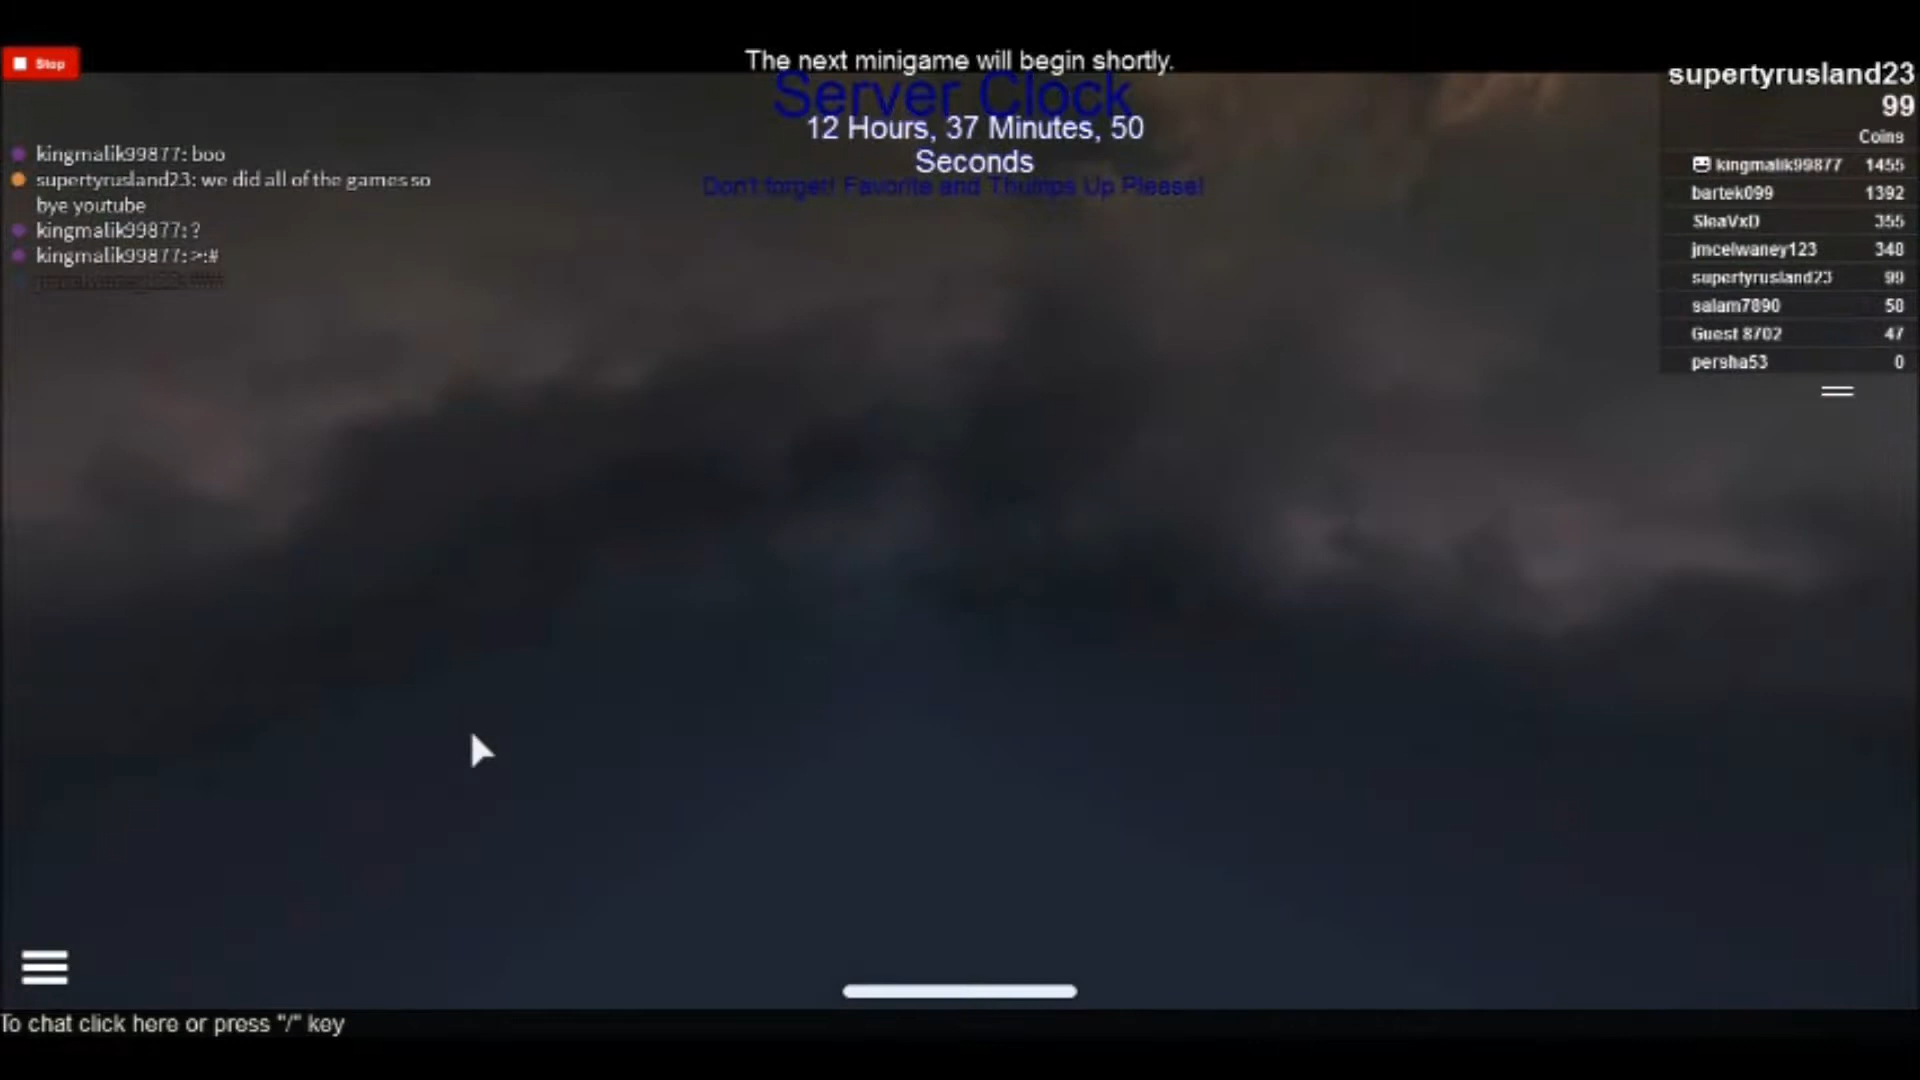 The next minigame will begin shortly.
Stop
Server Clock
12 Hours, 37 Minutes, 50
Seconds
Don't forget! Favorite and Thumps Up Please!
supertyrusland23
99
Coins
kingmalik99877 1455
bartek099 1392
SleaVxD 355
jmcelwaney123 348
supertyrusland23 99
salam7890 50
Guest 8702 47
persha53 0
kingmalik99877: boo
supertyrusland23: we did all of the games so
bye youtube
kingmalik99877: ?
kingmalik99877: >:#
To chat click here or press "/" key